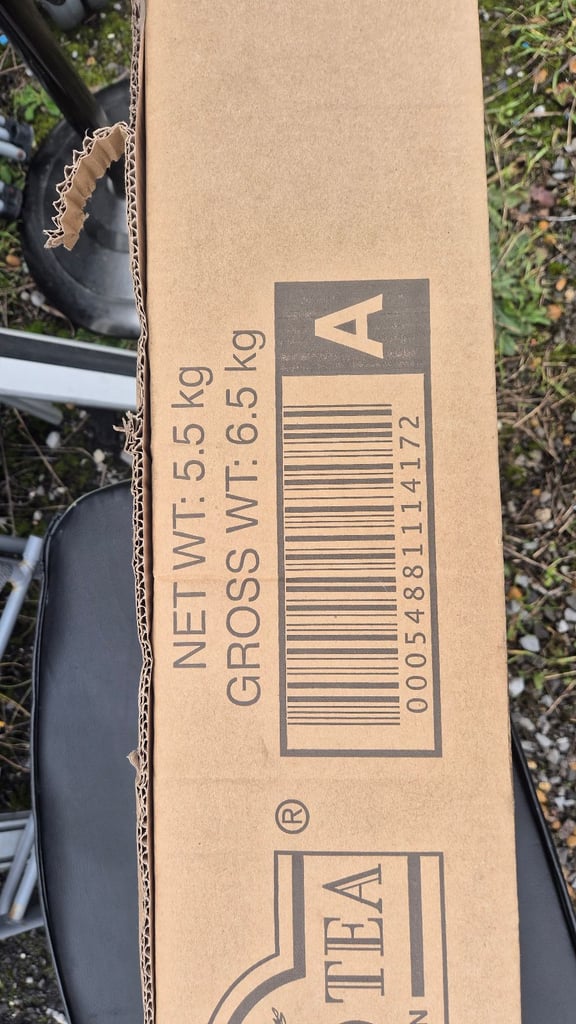 NET WT: 5.5 kg
GROSS WT: 6.5 kg
A
00054881114172
®
TEA